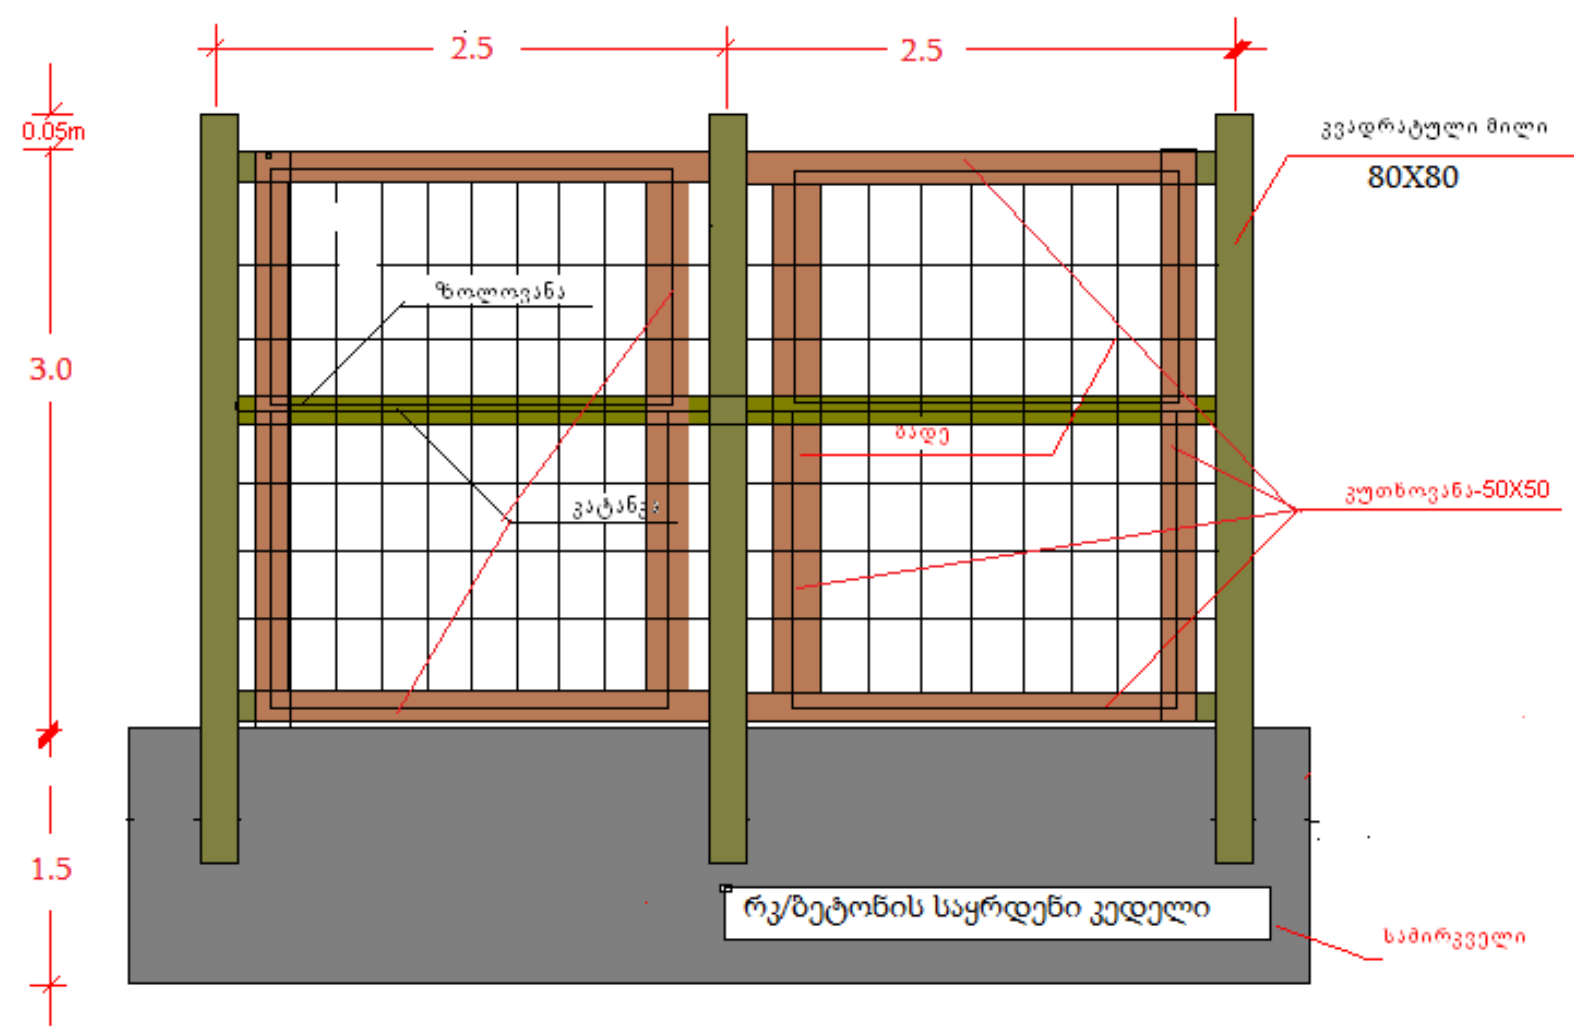 2.5
2.5
0.05m
კვადრატული მილი
80X80
ზოლოვანა
3.0
ბადე
კატანკა
კუთხოვანა-50X50
1.5
რკ/ბეტონის საყრდენი კედელი
სამირკველი